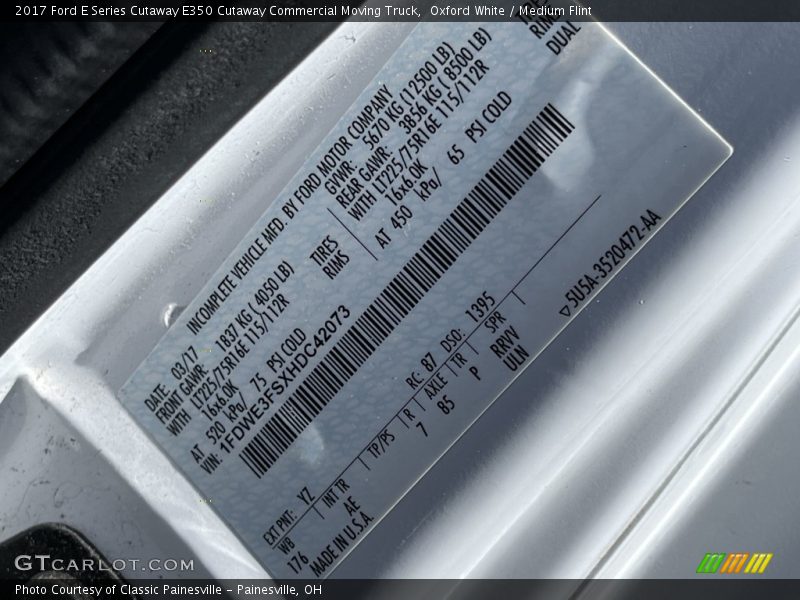 2017 Ford E Series Cutaway E350 Cutaway Commercial Moving Truck,  Oxford White / Medium Flint
INCOMPLETE VEHICLE MFD. BY FORD MOTOR COMPANY
DATE: 03/17 GVWR: 5670 KG (12500 LB)
FRONT GAWR: 1837 KG (4050 LB) REAR GAWR: 3856 KG (8500 LB)
WITH LT225/75R16E 115/112R TIRES WITH LT225/75R16E 115/112R
16x6.0K RIMS 16x6.0K RIMS
AT 520 kPa/ 75 PSI COLD AT 450 kPa/ 65 PSI COLD DUAL
VIN: 1FDWE3FSXHDC42073
EXT PNT: YZ RC: 87 DSO: 1395
WB INT TR TP/PS R AXLE TR SPR
176 AE 7 85 P RRVV
MADE IN U.S.A. ULN
▽5U5A-3520472-AA
GTCARLOT.COM
Photo Courtesy of Classic Painesville - Painesville, OH